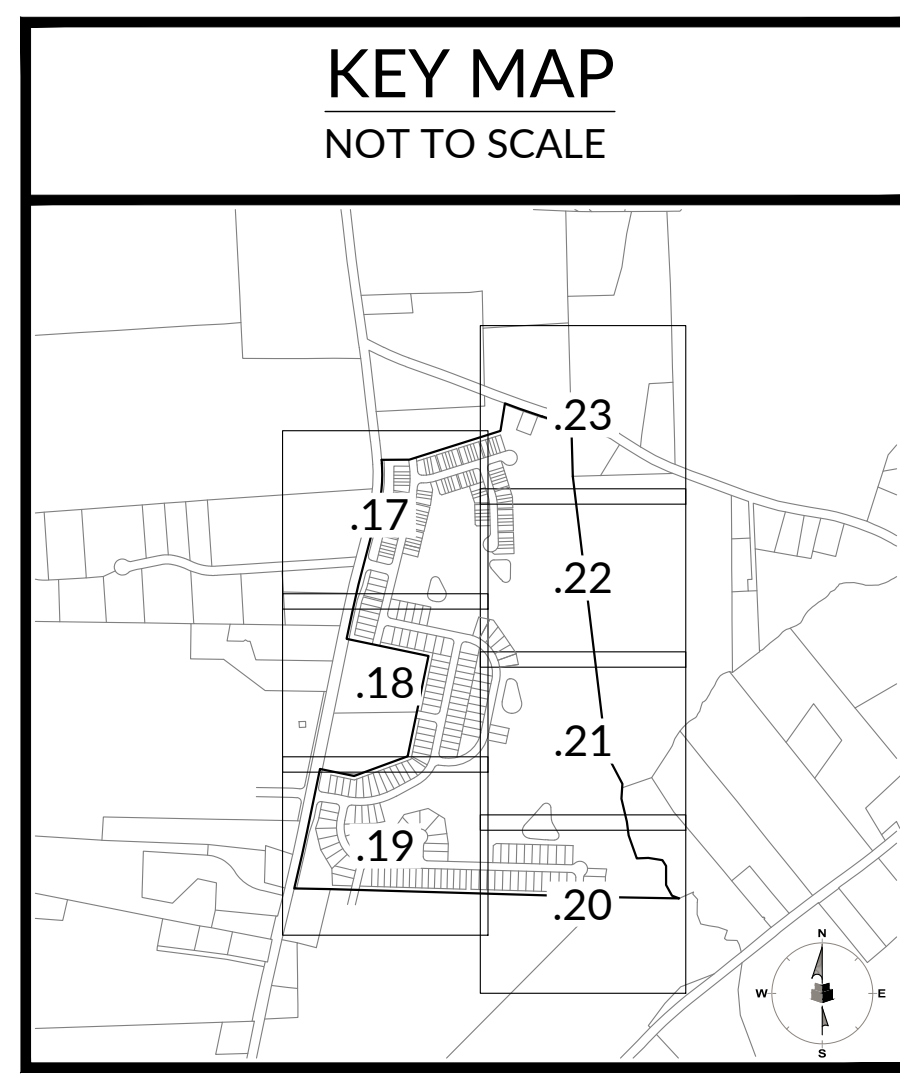 KEY MAP
NOT TO SCALE
.23
.17
.22
.18
.21
.19
.20
N
W
E
S